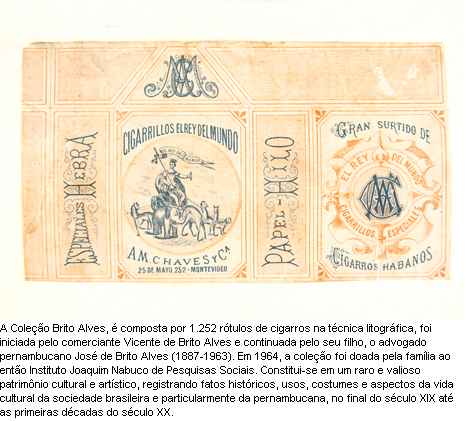 ESPECIALES HEBRA
CIGARRILLOS EL REY DEL MUNDO
A.M. CHAVES Y Cª
25 DE MAYO 252 - MONTEVIDEO
PAPEL-HILO
GRAN SURTIDO DE
EL REY DEL MUNDO
CIGARRILLOS ESPECIALES
CIGARROS HABANOS
A Coleção Brito Alves, é composta por 1.252 rótulos de cigarros na técnica litográfica, foi
iniciada pelo comerciante Vicente de Brito Alves e continuada pelo seu filho, o advogado
pernambucano José de Brito Alves (1887-1963). Em 1964, a coleção foi doada pela família ao
então Instituto Joaquim Nabuco de Pesquisas Sociais. Constitui-se em um raro e valioso
patrimônio cultural e artístico, registrando fatos históricos, usos, costumes e aspectos da vida
cultural da sociedade brasileira e particularmente da pernambucana, no final do século XIX até
as primeiras décadas do século XX.